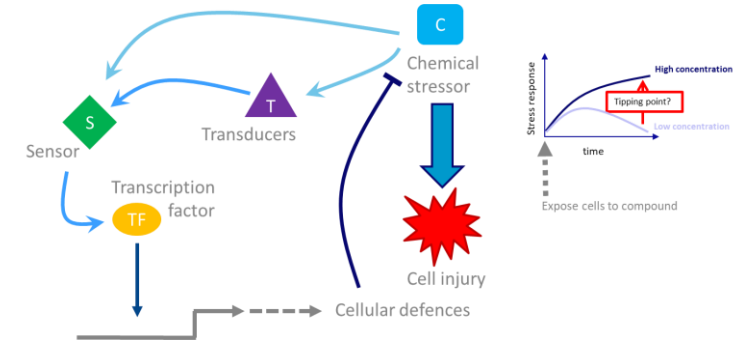 C
Chemical
stressor
T
Transducers
S
Sensor
Transcription
factor
TF
Cell injury
Cellular defences
Stress response
High concentration
Tipping point?
Low concentration
time
Expose cells to compound